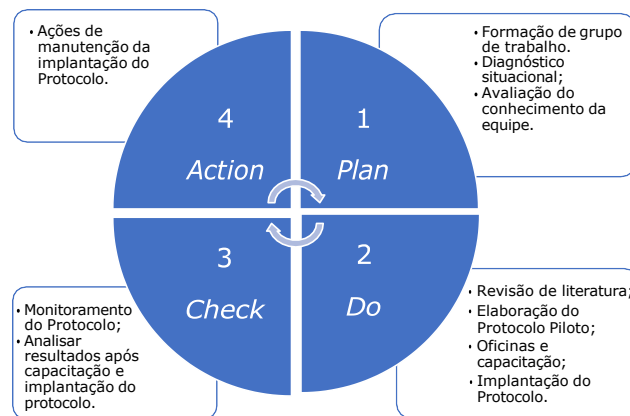 • Ações de
manutenção da
implantação do
Protocolo.
• Formação de grupo
de trabalho.
• Diagnóstico
situacional;
• Avaliação do
conhecimento da
equipe.
4
Action
1
Plan
3
Check
2
Do
• Monitoramento
do Protocolo;
• Analisar
resultados após
capacitação e
implantação do
protocolo.
• Revisão de literatura;
• Elaboração do
Protocolo Piloto;
• Oficinas e
capacitação;
• Implantação do
Protocolo.